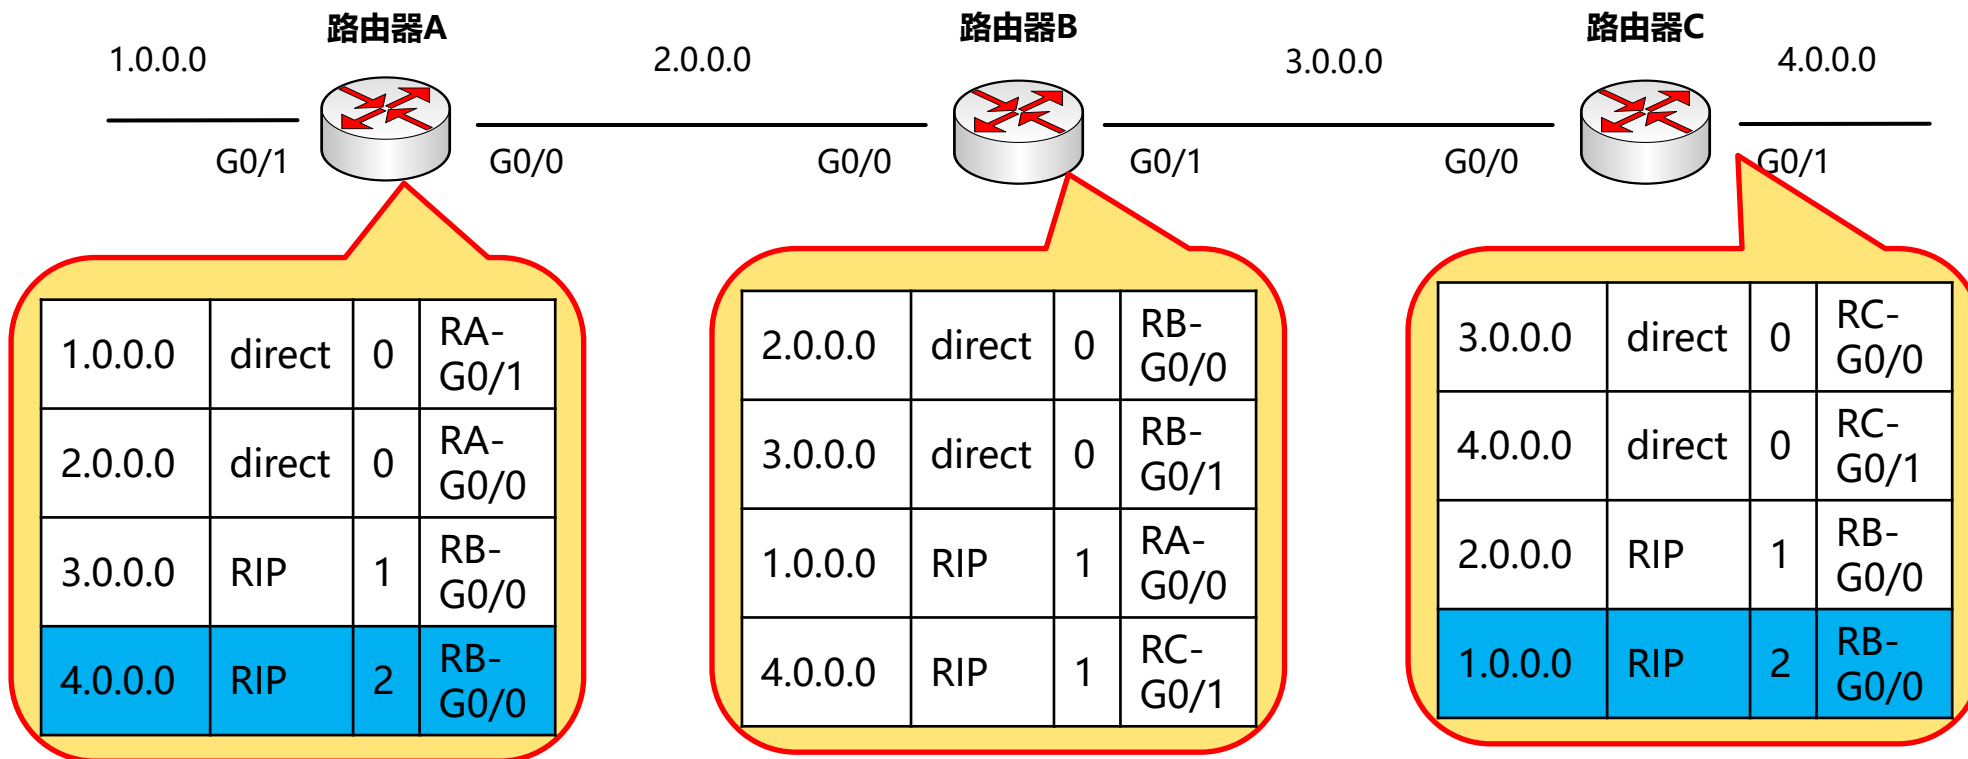 路由器A
路由器B
路由器C
1.0.0.0
2.0.0.0
3.0.0.0
4.0.0.0
G0/1
G0/0
G0/0
G0/1
G0/0
G0/1
1.0.0.0 direct 0 RA-
G0/1
2.0.0.0 direct 0 RA-
G0/0
3.0.0.0 RIP 1 RB-
G0/0
4.0.0.0 RIP 2 RB-
G0/0
2.0.0.0 direct 0 RB-
G0/0
3.0.0.0 direct 0 RB-
G0/1
1.0.0.0 RIP 1 RA-
G0/0
4.0.0.0 RIP 1 RC-
G0/1
3.0.0.0 direct 0 RC-
G0/0
4.0.0.0 direct 0 RC-
G0/1
2.0.0.0 RIP 1 RB-
G0/0
1.0.0.0 RIP 2 RB-
G0/0